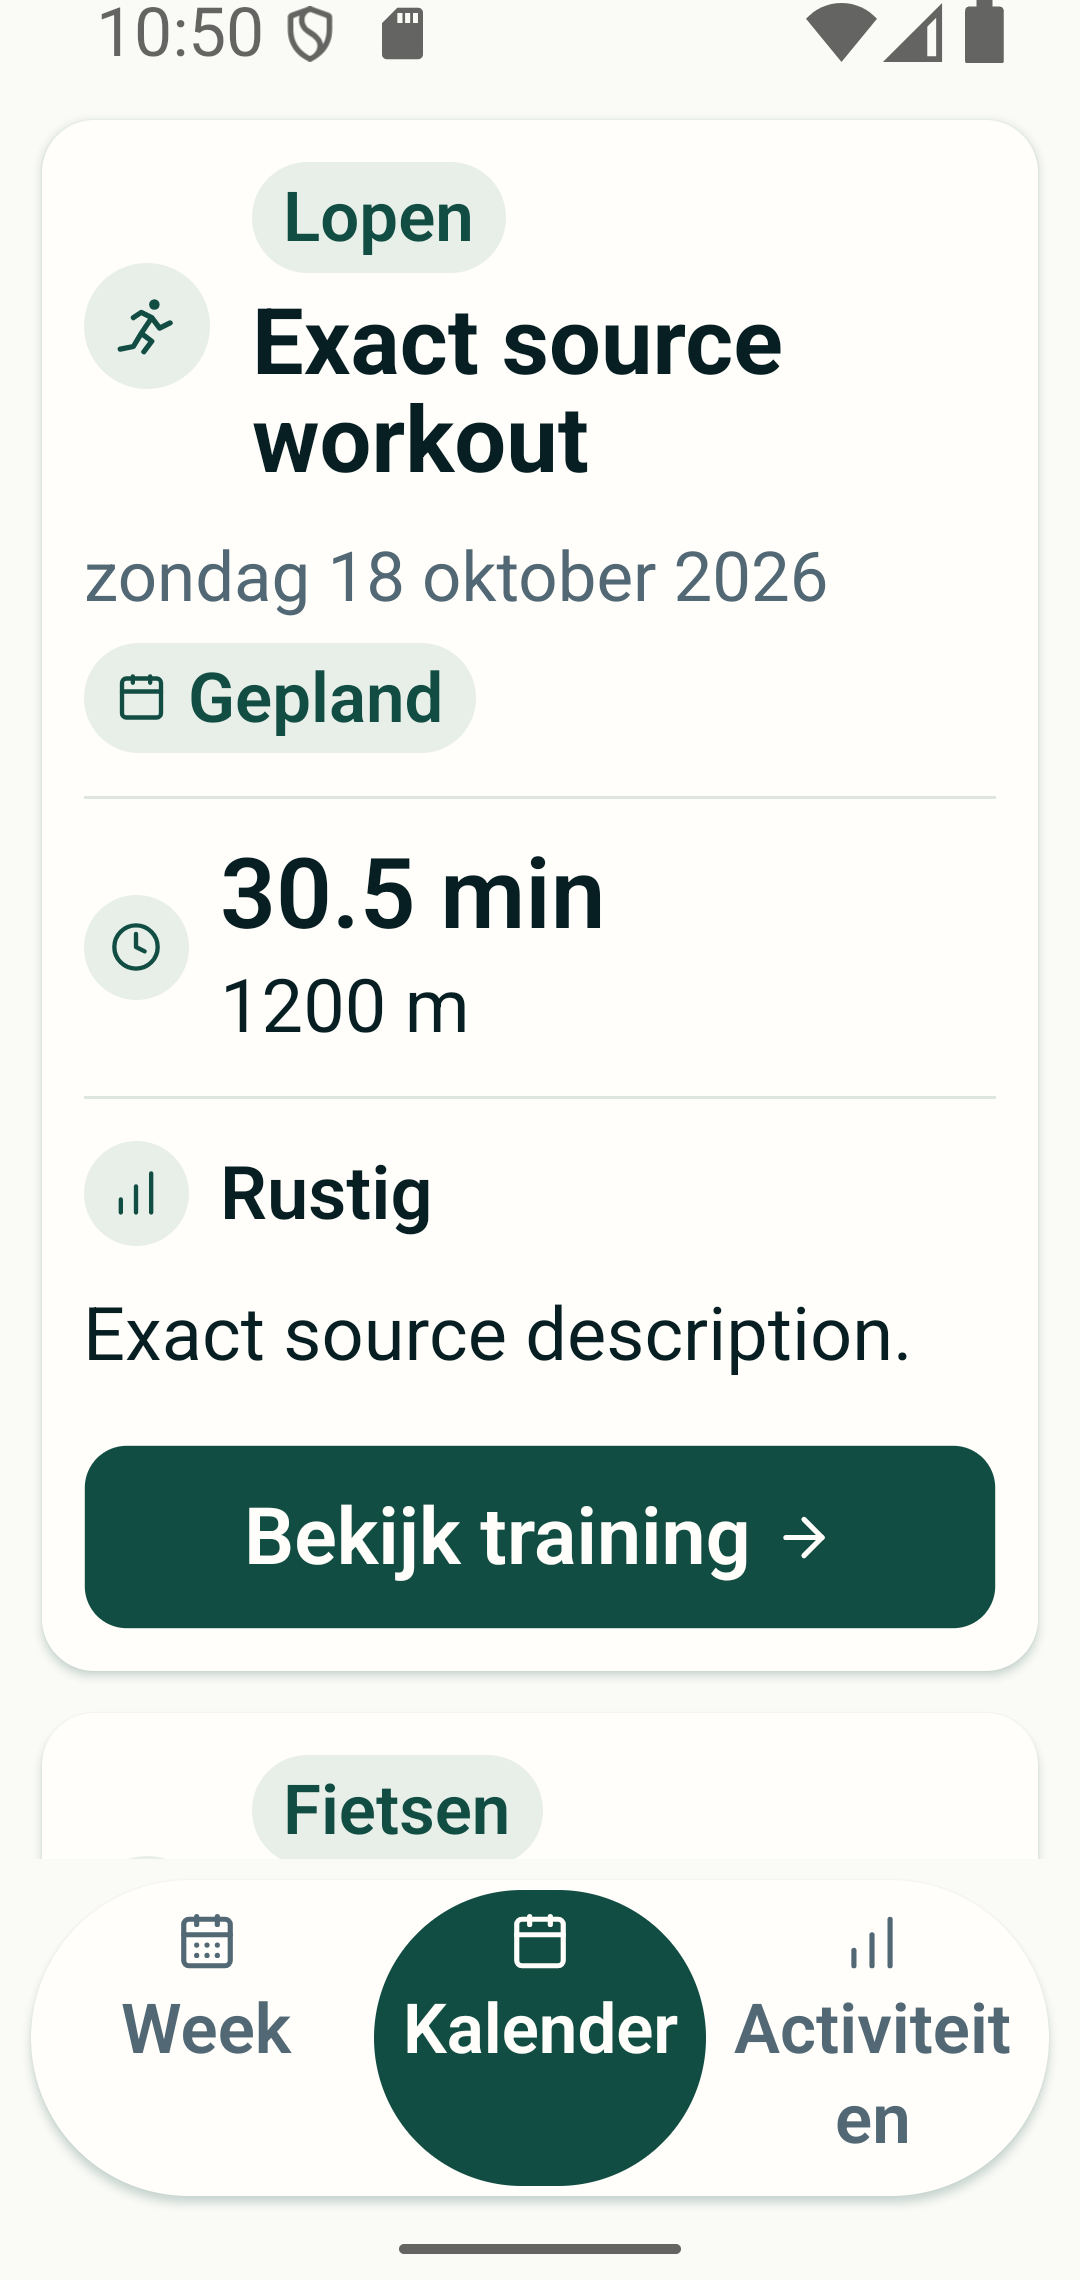 10:50
Lopen
Exact source
workout
zondag 18 oktober 2026
Gepland
30.5 min
1200 m
Rustig
Exact source description.
Bekijk training
Fietsen
Week
Kalender
Activiteit
en